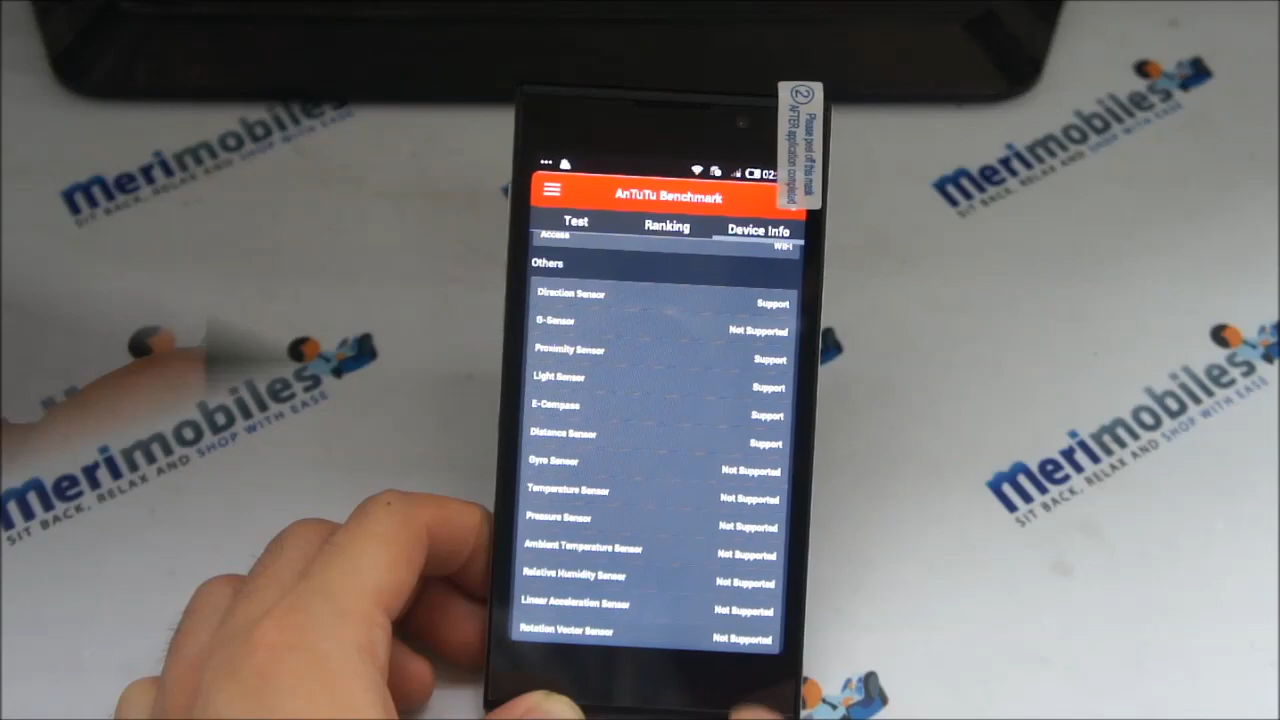 merimobiles
SIT BACK, RELAX AND SHOP WITH EASE
merimobiles
SIT BACK, RELAX AND SHOP WITH EASE
2
Please peel off this mask
AFTER application completed
02:
AnTuTu Benchmark
Test Ranking Device Info
Access WIFI
Others
Direction Sensor Support
G-Sensor Not Supported
Proximity Sensor Support
Light Sensor Support
E-Compass Support
Distance Sensor Support
Gyro Sensor Not Supported
Temperature Sensor Not Supported
Pressure Sensor Not Supported
Ambient Temperature Sensor Not Supported
Relative Humidity Sensor Not Supported
Linear Acceleration Sensor Not Supported
Rotation Vector Sensor Not Supported
merimobiles
SIT BACK, RELAX AND SHOP WITH EASE
merimobiles
SIT BACK, RELAX AND SHOP WITH EASE